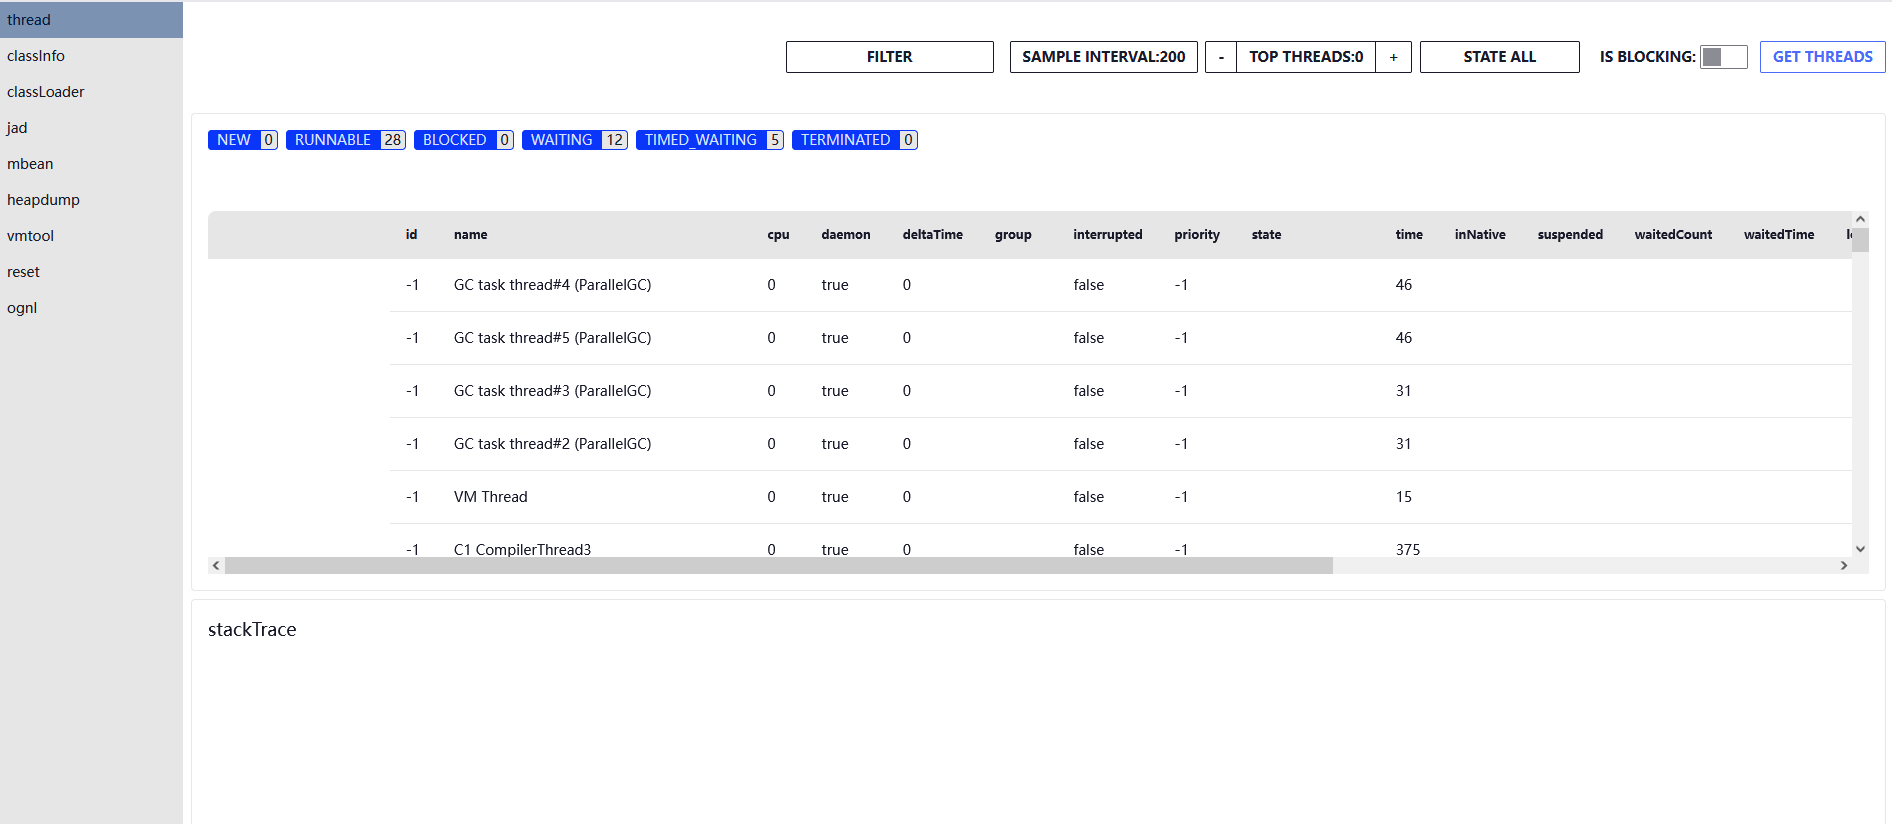 thread
classInfo
classLoader
jad
mbean
heapdump
vmtool
reset
ognl
FILTER SAMPLE INTERVAL:200 - TOP THREADS:0 + STATE ALL IS BLOCKING: GET THREADS
NEW 0 RUNNABLE 28 BLOCKED 0 WAITING 12 TIMED_WAITING 5 TERMINATED 0
id name cpu daemon deltaTime group interrupted priority state time inNative suspended waitedCount waitedTime
-1 GC task thread#4 (ParallelGC) 0 true 0 false -1 46
-1 GC task thread#5 (ParallelGC) 0 true 0 false -1 46
-1 GC task thread#3 (ParallelGC) 0 true 0 false -1 31
-1 GC task thread#2 (ParallelGC) 0 true 0 false -1 31
-1 VM Thread 0 true 0 false -1 15
-1 C1 CompilerThread3 0 true 0 false -1 375
stackTrace